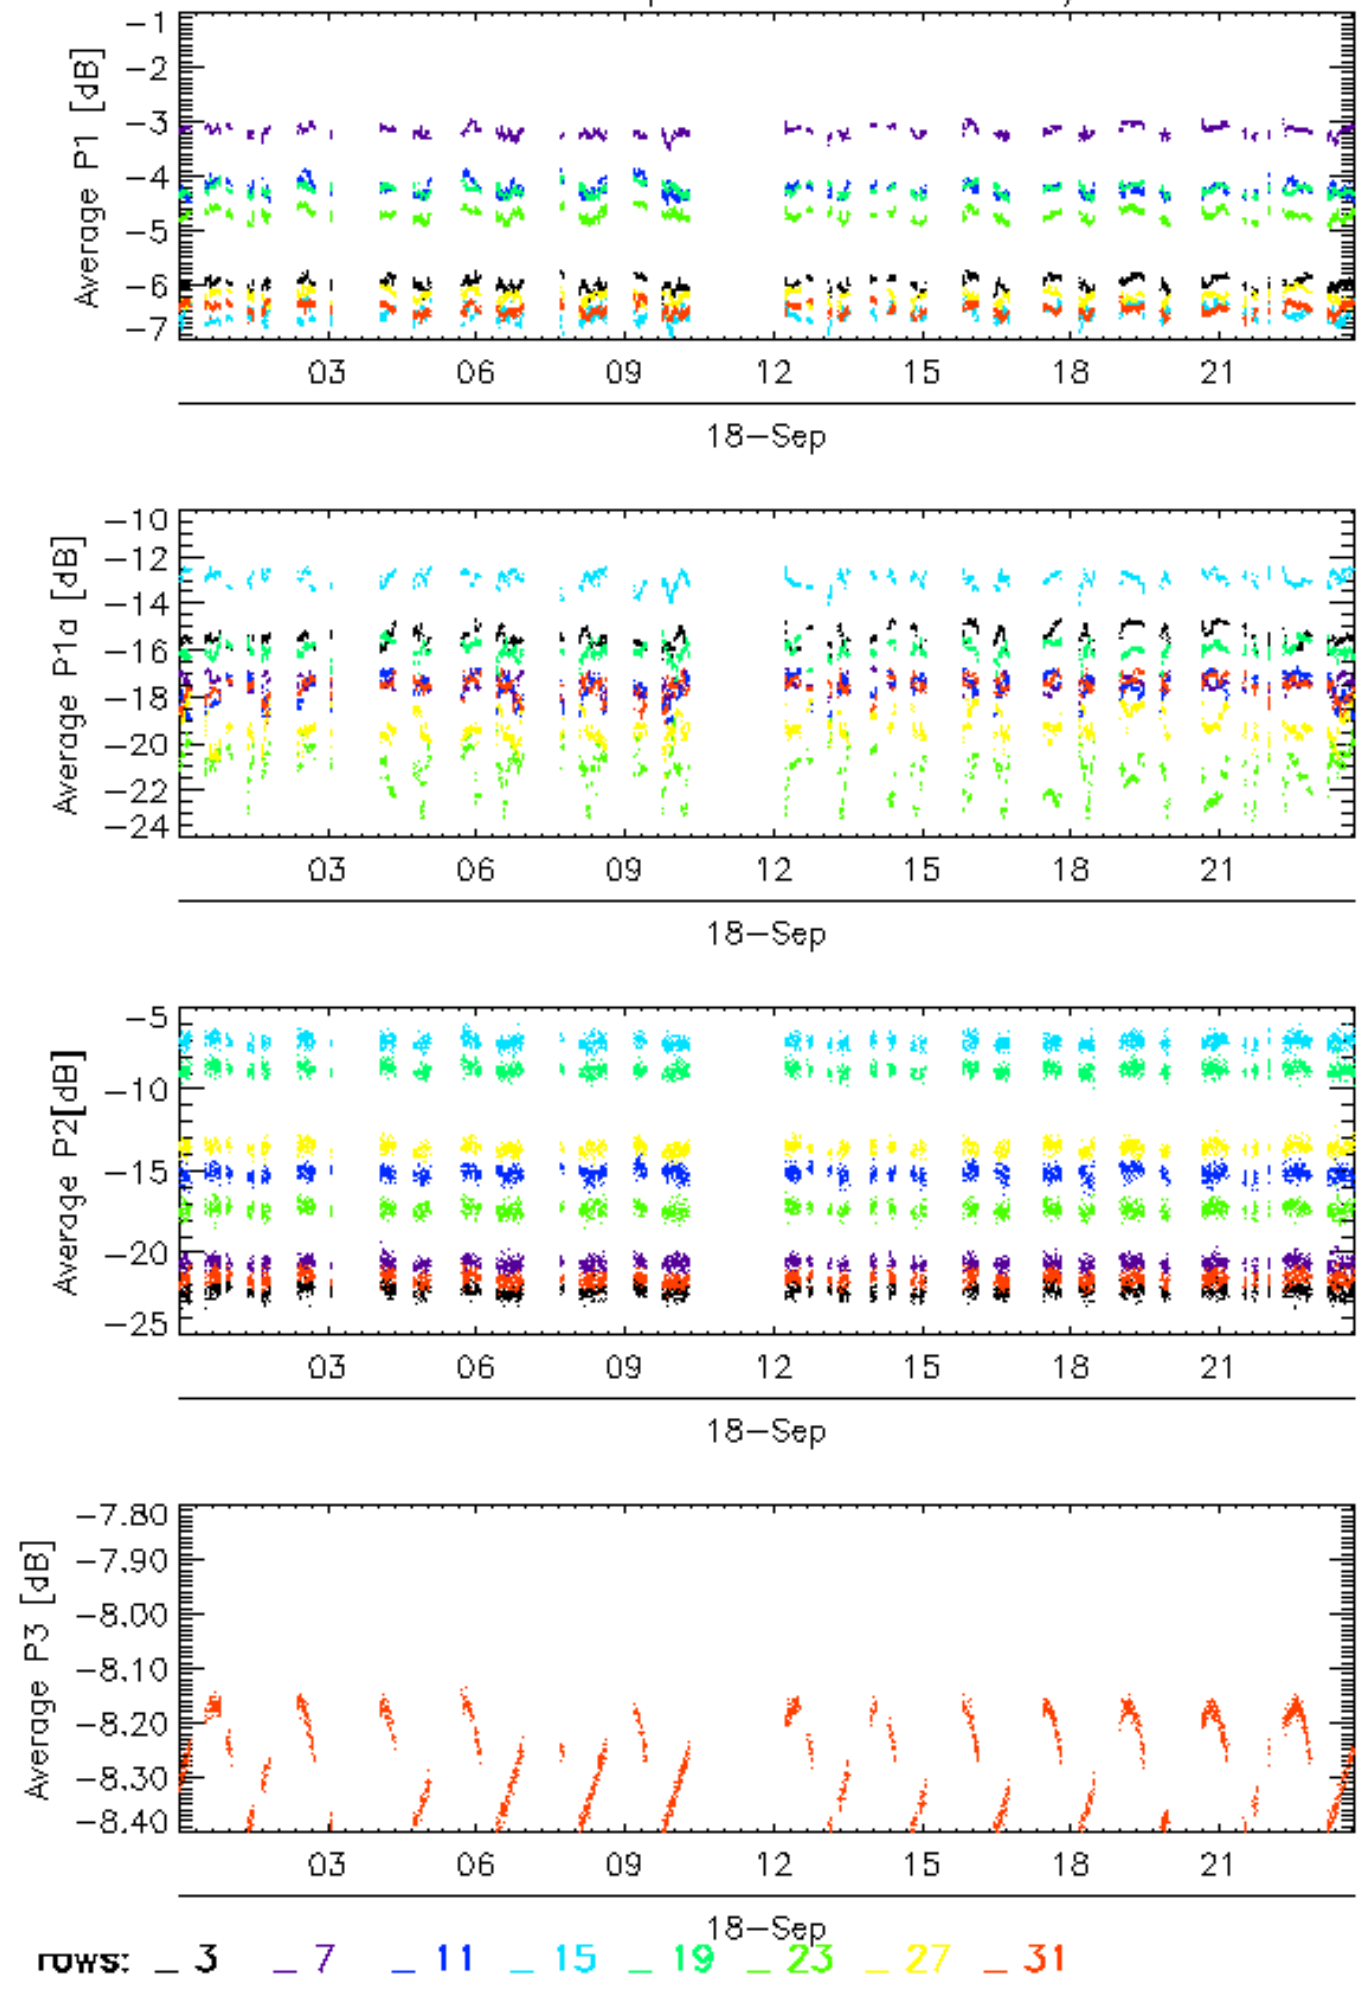 -1
-2
-3
-4
-5
-6
-7
Average P1 [dB]
03 06 09 12 15 18 21
18-Sep
-10
-12
-14
-16
-18
-20
-22
-24
Average P1a [dB]
03 06 09 12 15 18 21
18-Sep
-5
-10
-15
-20
-25
Average P2[dB]
03 06 09 12 15 18 21
18-Sep
-7.80
-7.90
-8.00
-8.10
-8.20
-8.30
-8.40
Average P3 [dB]
03 06 09 12 15 18 21
18-Sep
rows: _ 3 _ 7 _ 11 _ 15 _ 19 _ 23 _ 27 _ 31